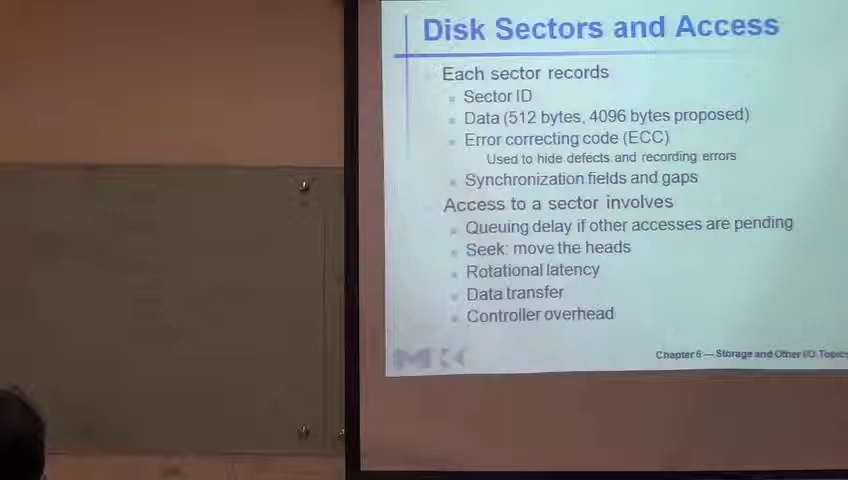 Disk Sectors and Access
Each sector records
Sector ID
Data (512 bytes, 4096 bytes proposed)
Error correcting code (ECC)
Used to hide defects and recording errors
Synchronization fields and gaps
Access to a sector involves
Queuing delay if other accesses are pending
Seek: move the heads
Rotational latency
Data transfer
Controller overhead
Chapter 6 — Storage and Other I/O Topics